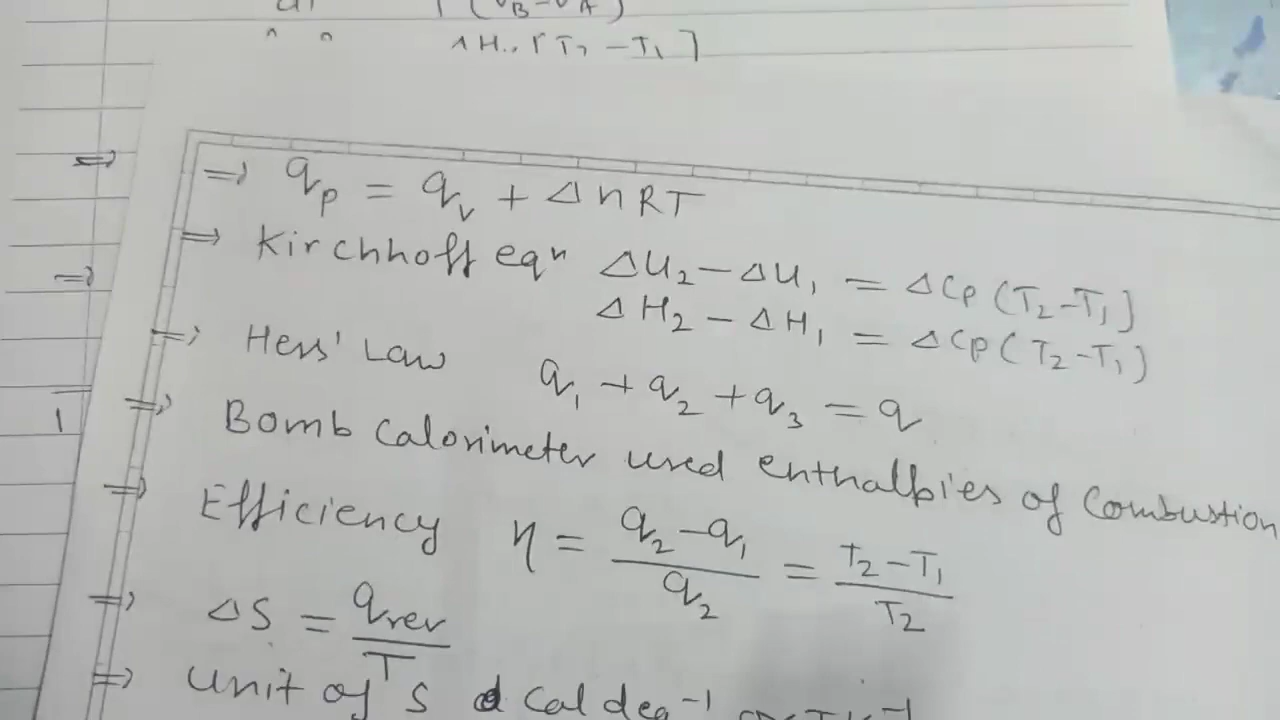 ΔHv [T2 − T1]
⇒ qp = qv + ΔnRT
⇒ Kirchhoff eqn ΔU2 − ΔU1 = ΔCp (T2 − T1)
ΔH2 − ΔH1 = ΔCp (T2 − T1)
⇒ Hess' Law q1 + q2 + q3 = q
⇒ Bomb Calorimeter used enthalpies of Combustion
⇒ Efficiency η = (q2 − q1)/q2 = (T2 − T1)/T2
⇒ ΔS = qrev/T
⇒ Unit of S Cal deg−1